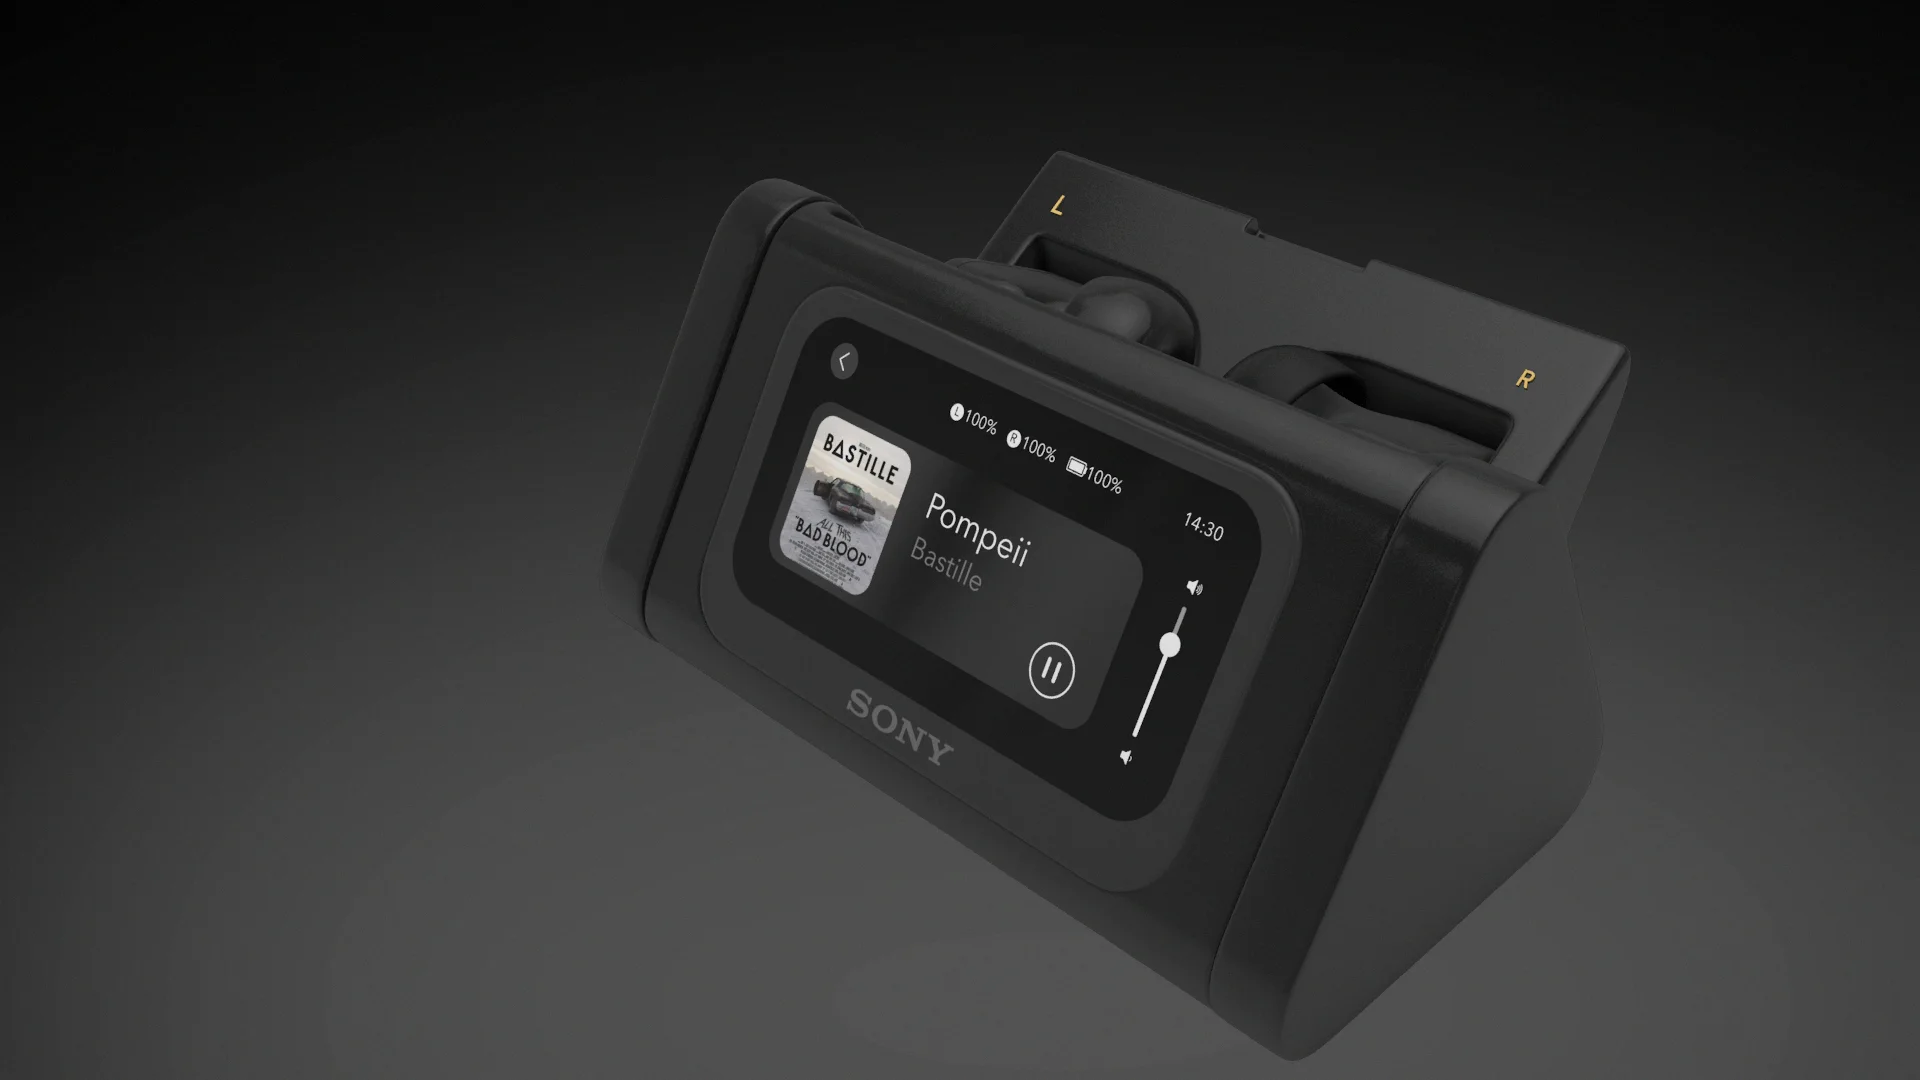 L
R
L 100% R 100% 100%
14:30
BASTILLE
ALL THIS
"BAD BLOOD"
Pompeii
Bastille
SONY